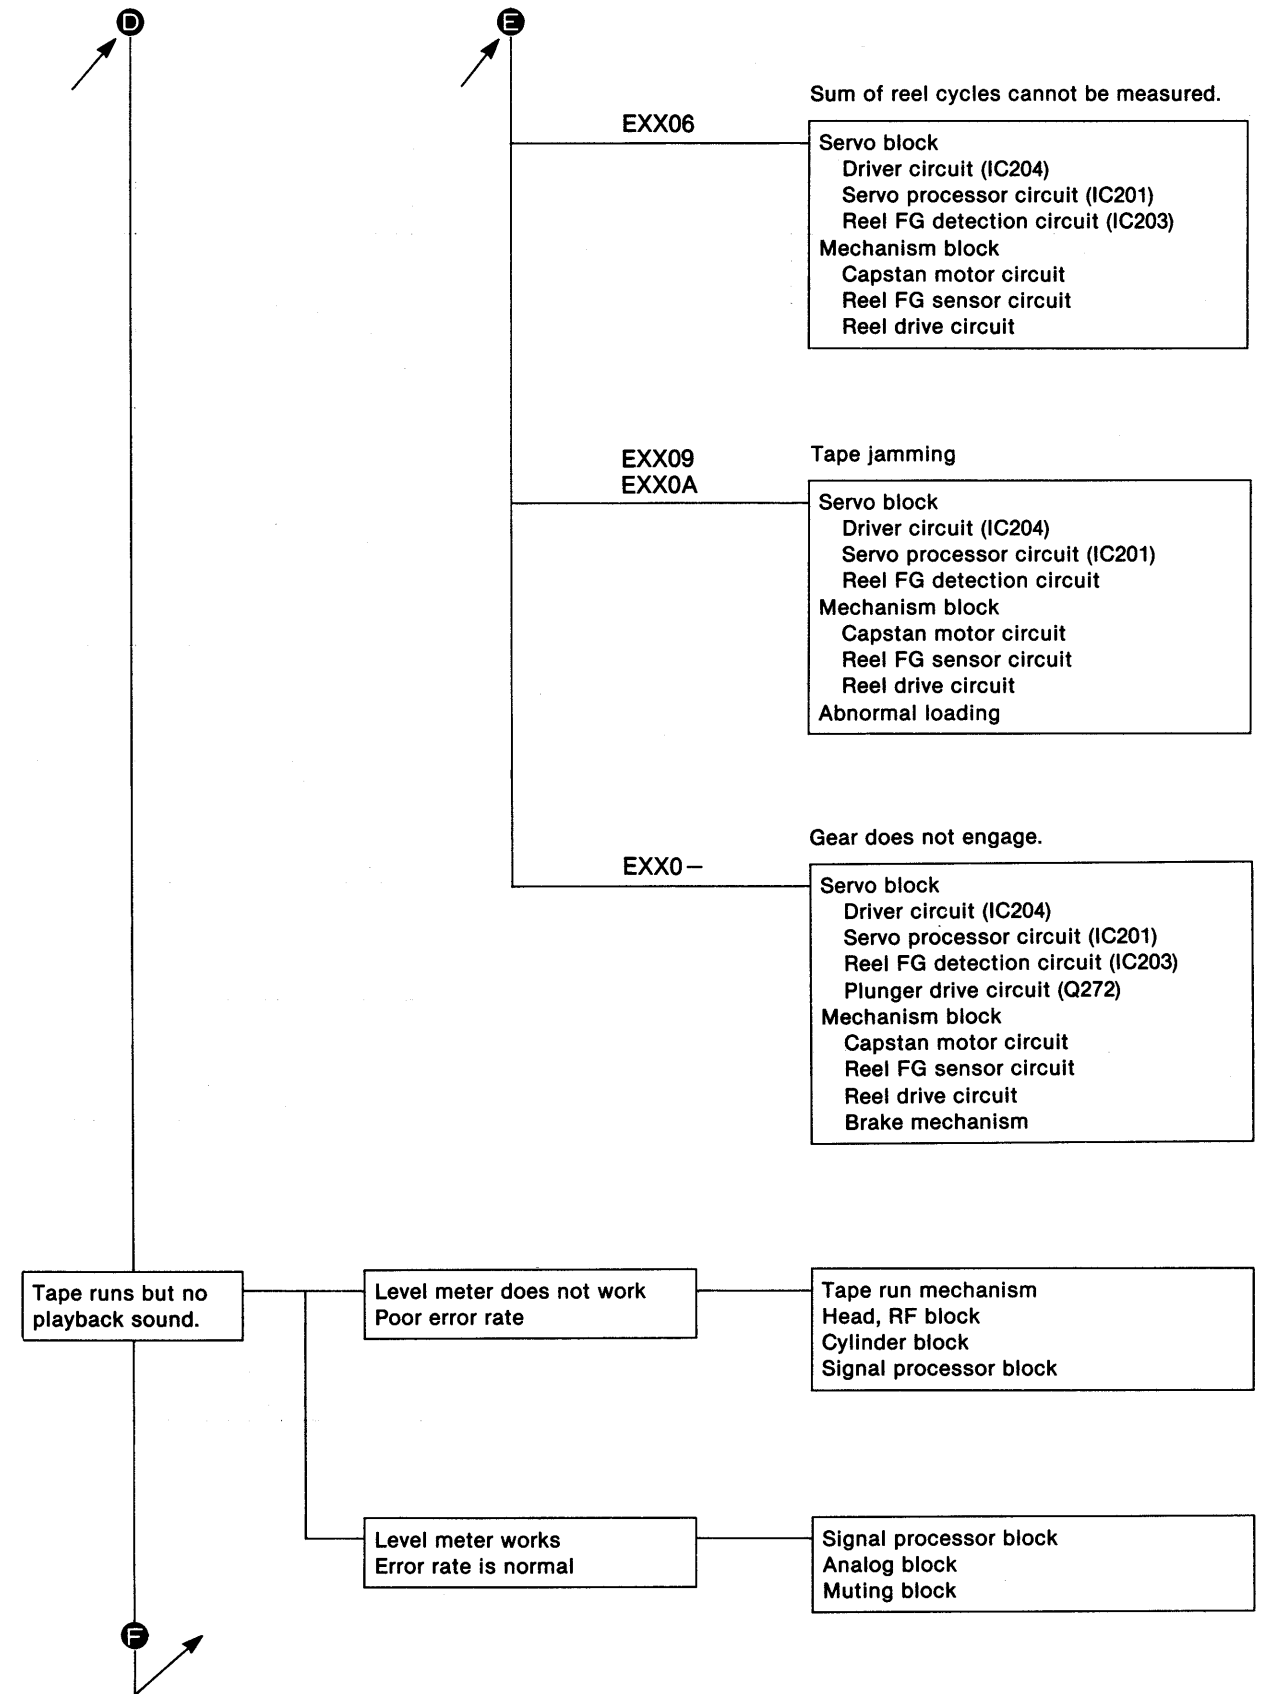 D
E
Sum of reel cycles cannot be measured.
EXX06
Servo block
Driver circuit (IC204)
Servo processor circuit (IC201)
Reel FG detection circuit (IC203)
Mechanism block
Capstan motor circuit
Reel FG sensor circuit
Reel drive circuit
Tape jamming
EXX09
EXX0A
Servo block
Driver circuit (IC204)
Servo processor circuit (IC201)
Reel FG detection circuit
Mechanism block
Capstan motor circuit
Reel FG sensor circuit
Reel drive circuit
Abnormal loading
Gear does not engage.
EXX0–
Servo block
Driver circuit (IC204)
Servo processor circuit (IC201)
Reel FG detection circuit (IC203)
Plunger drive circuit (Q272)
Mechanism block
Capstan motor circuit
Reel FG sensor circuit
Reel drive circuit
Brake mechanism
Tape runs but no
playback sound.
Level meter does not work
Poor error rate
Tape run mechanism
Head, RF block
Cylinder block
Signal processor block
Level meter works
Error rate is normal
Signal processor block
Analog block
Muting block
F